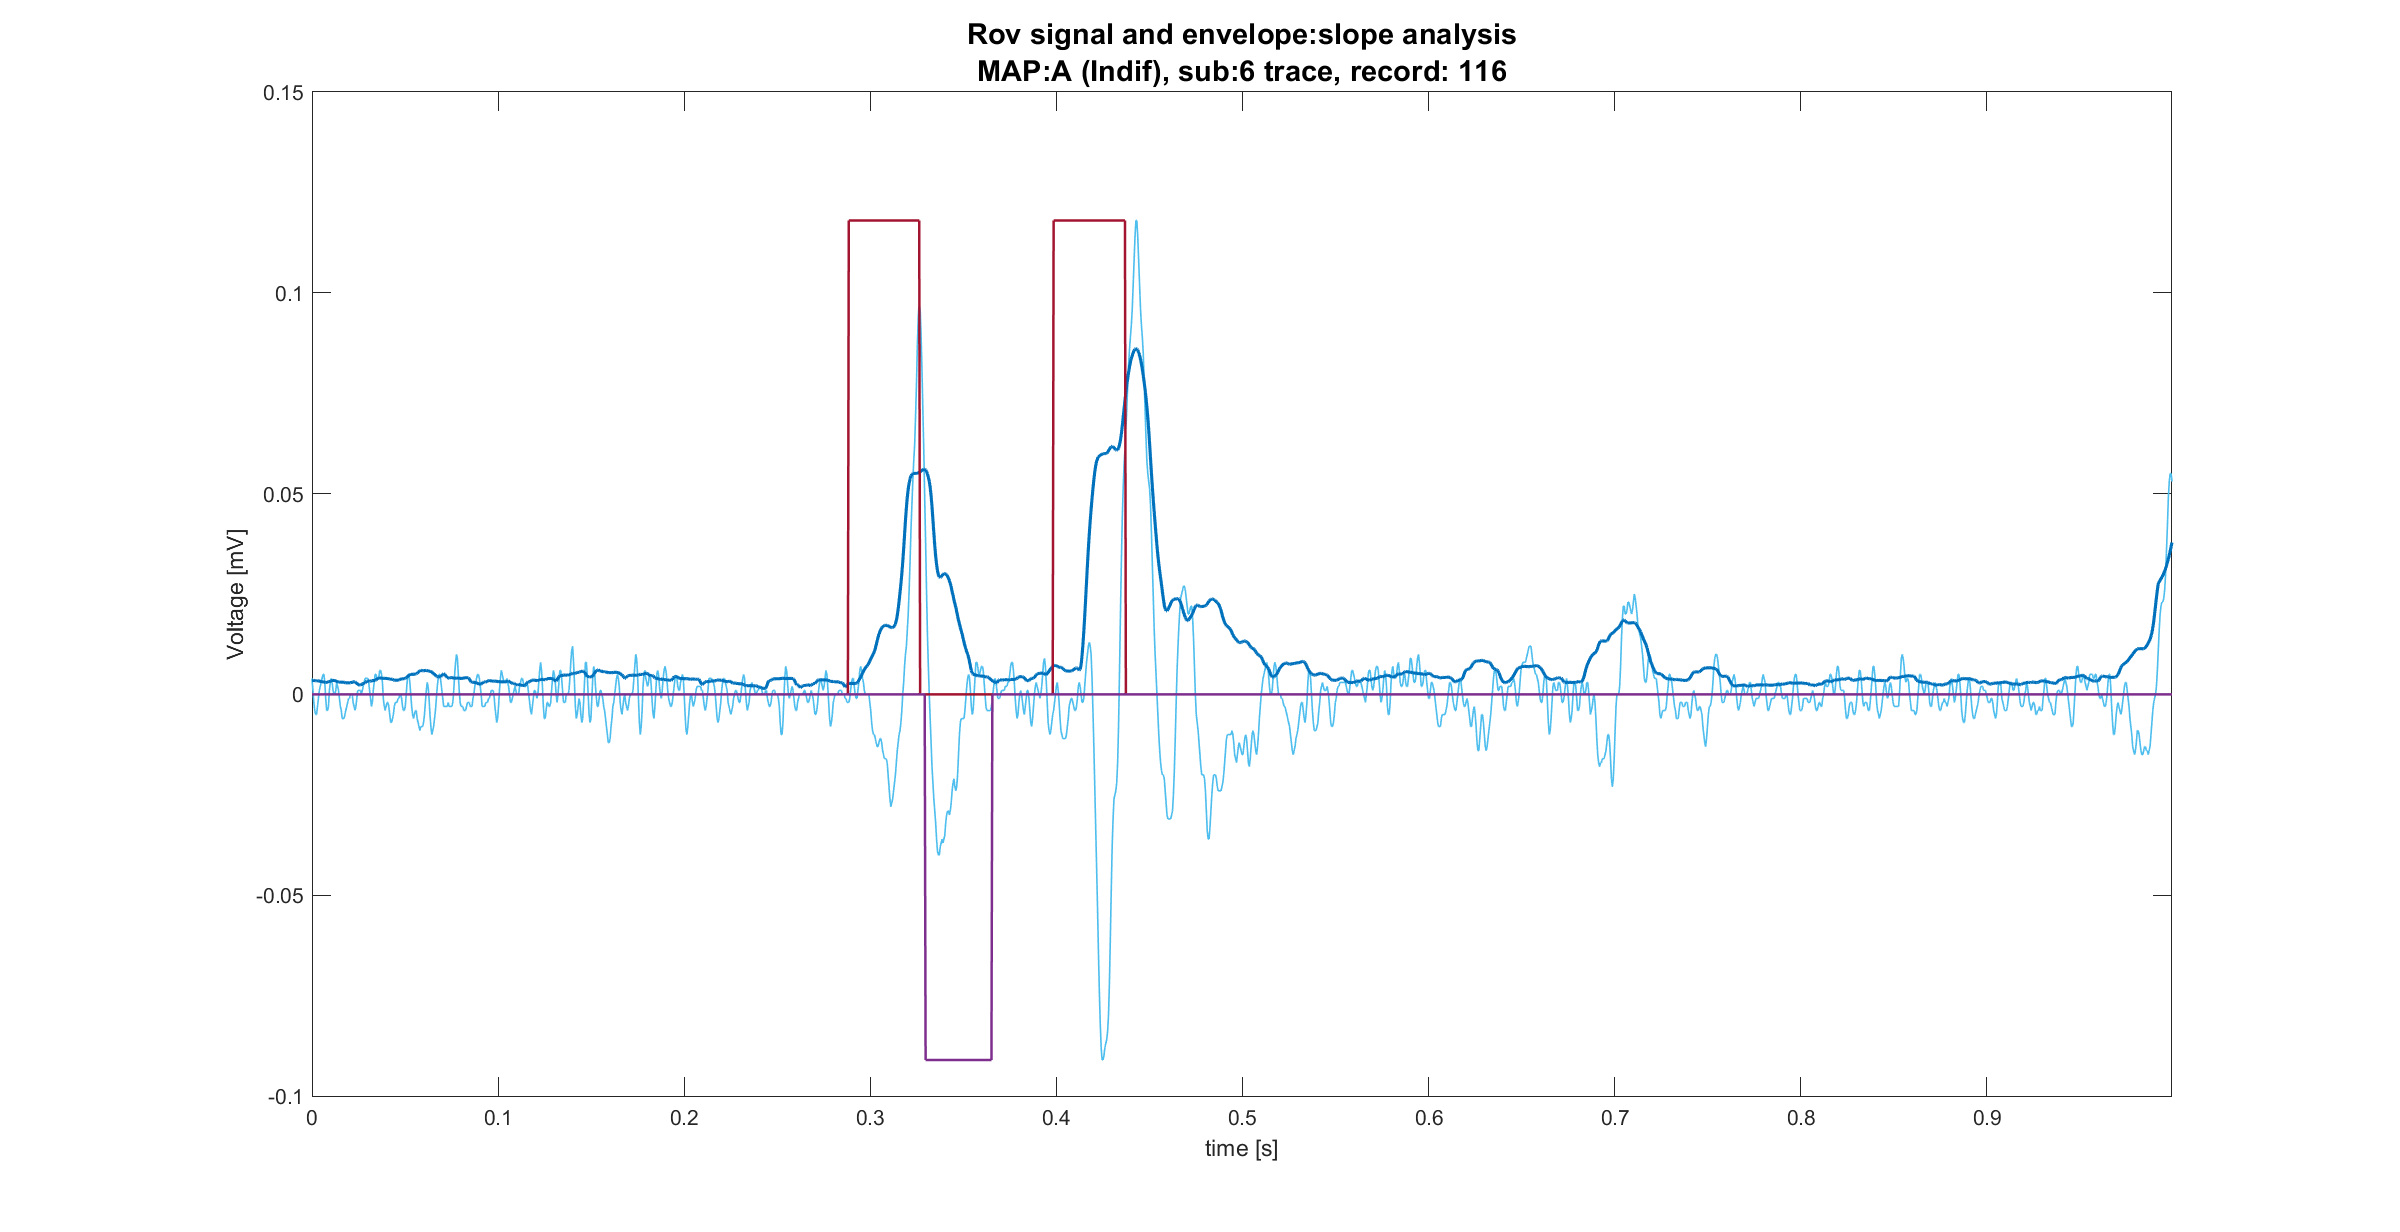 Rov signal and envelope:slope analysis
MAP:A (Indif), sub:6 trace, record: 116
0.15
0.1
0.05
0
-0.05
-0.1
Voltage [mV]
0 0.1 0.2 0.3 0.4 0.5 0.6 0.7 0.8 0.9
time [s]